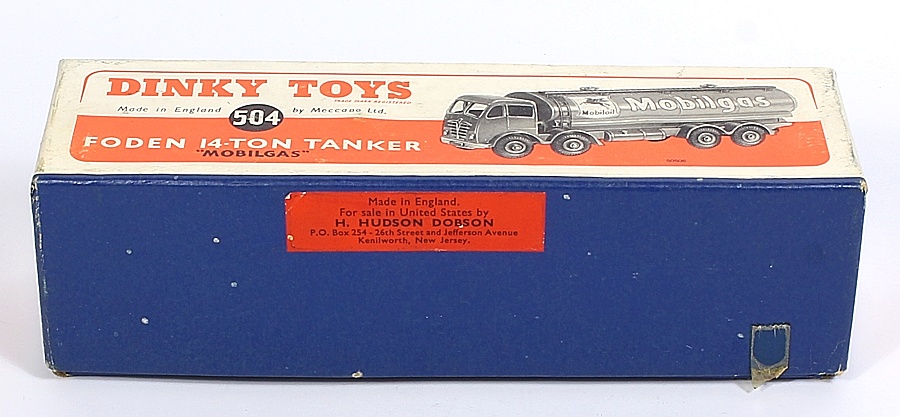 DINKY TOYS
TRADE MARK REGISTERED
Made in England 504 by Meccano Ltd.
FODEN 14-TON TANKER
"MOBILGAS"
Mobiloil
Mobilgas
Made in England.
For sale in United States by
H. HUDSON DOBSON
P.O. Box 254 - 26th Street and Jefferson Avenue
Kenilworth, New Jersey.